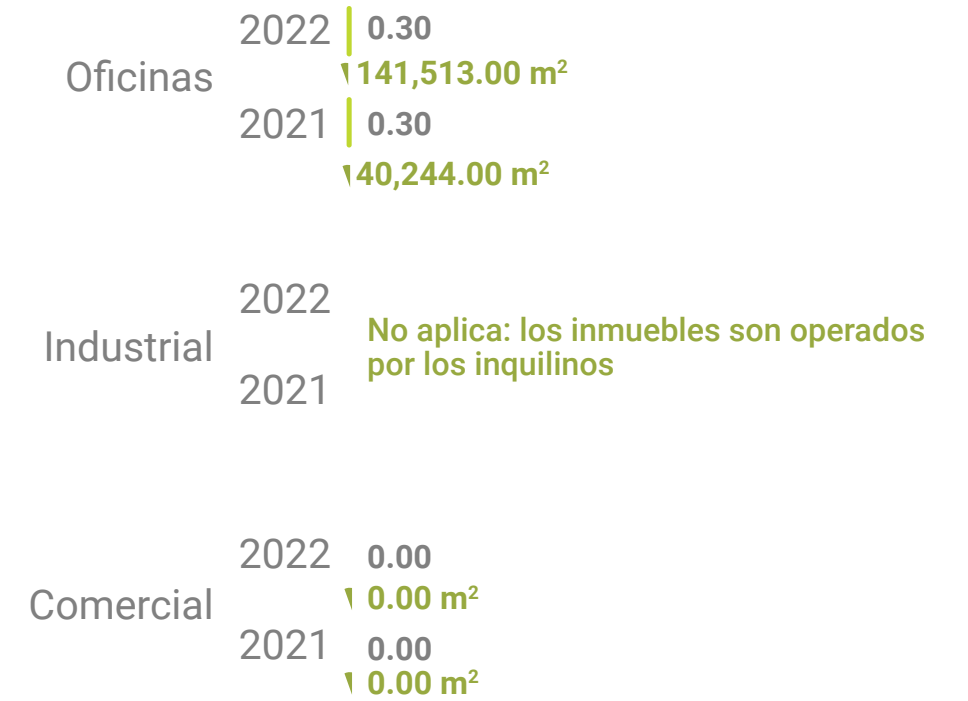 2022 0.30
Oficinas
141,513.00 m²
2021 0.30
40,244.00 m²
2022
Industrial
No aplica: los inmuebles son operados
por los inquilinos
2021
2022 0.00
Comercial
0.00 m²
2021 0.00
0.00 m²